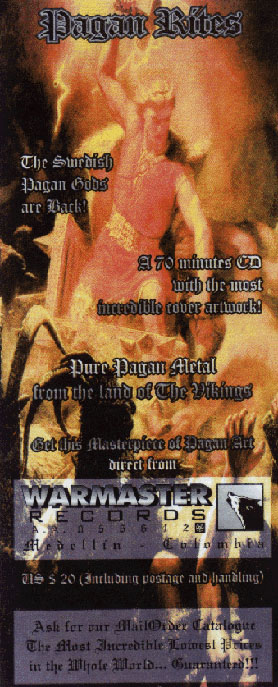 Pagan Rites
The Swedish
Pagan Gods
are Back!
A 70 minutes CD
with the most
incredible cover artwork!
Pure Pagan Metal
from the land of The Vikings
Get this Masterpiece of Pagan Art
direct from
WARMASTER
RECORDS
Medellin - Colombia
US $ 20 (Including postage and handling)
Ask for our MailOrder Catalogue
The Most Incredible Lowest Prices
in the Whole World... Guaranteed!!!